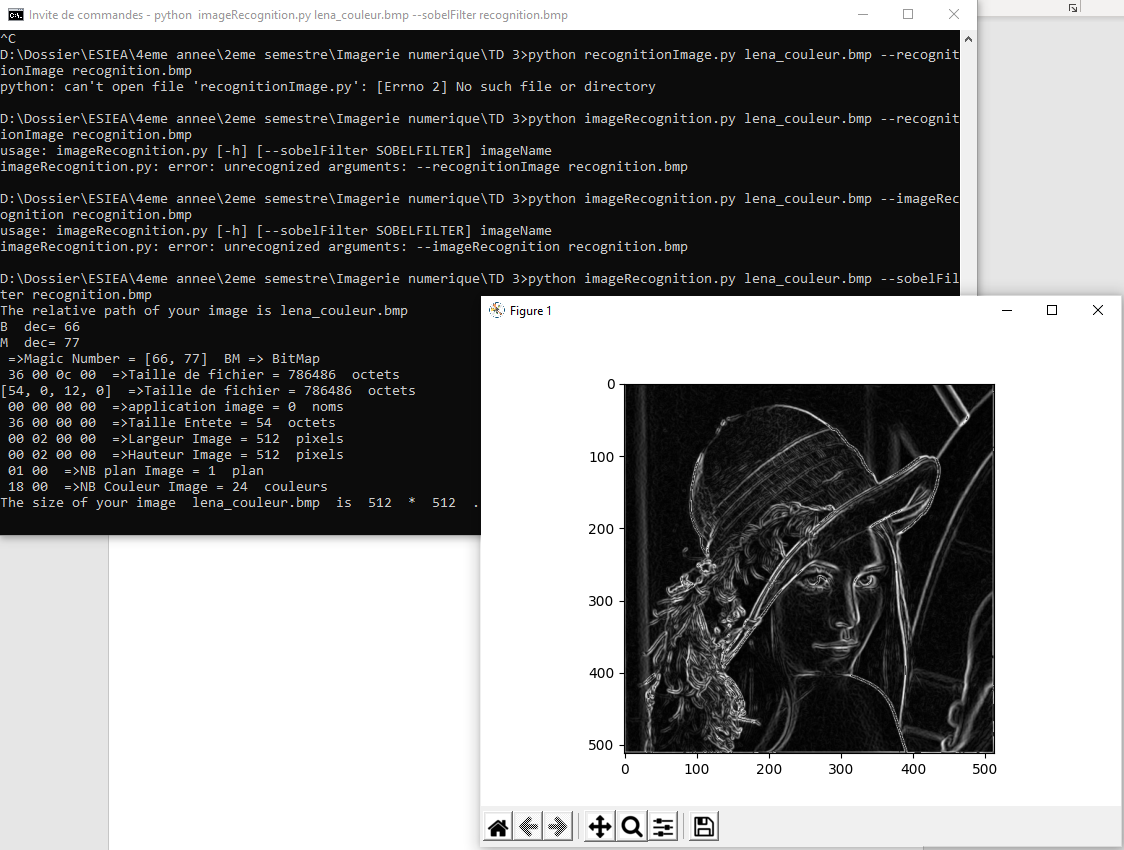 Invite de commandes - python  imageRecognition.py lena_couleur.bmp --sobelFilter recognition.bmp
^C
D:\Dossier\ESIEA\4eme annee\2eme semestre\Imagerie numerique\TD 3>python recognitionImage.py lena_couleur.bmp --recognit
ionImage recognition.bmp
python: can't open file 'recognitionImage.py': [Errno 2] No such file or directory
D:\Dossier\ESIEA\4eme annee\2eme semestre\Imagerie numerique\TD 3>python imageRecognition.py lena_couleur.bmp --recognit
ionImage recognition.bmp
usage: imageRecognition.py [-h] [--sobelFilter SOBELFILTER] imageName
imageRecognition.py: error: unrecognized arguments: --recognitionImage recognition.bmp
D:\Dossier\ESIEA\4eme annee\2eme semestre\Imagerie numerique\TD 3>python imageRecognition.py lena_couleur.bmp --imageRec
ognition recognition.bmp
usage: imageRecognition.py [-h] [--sobelFilter SOBELFILTER] imageName
imageRecognition.py: error: unrecognized arguments: --imageRecognition recognition.bmp
D:\Dossier\ESIEA\4eme annee\2eme semestre\Imagerie numerique\TD 3>python imageRecognition.py lena_couleur.bmp --sobelFil
ter recognition.bmp
The relative path of your image is lena_couleur.bmp
B  dec= 66
M  dec= 77
 =>Magic Number = [66, 77]  BM => BitMap
 36 00 0c 00  =>Taille de fichier = 786486  octets
[54, 0, 12, 0]  =>Taille de fichier = 786486  octets
 00 00 00 00  =>application image = 0  noms
 36 00 00 00  =>Taille Entete = 54  octets
 00 02 00 00  =>Largeur Image = 512  pixels
 00 02 00 00  =>Hauteur Image = 512  pixels
 01 00  =>NB plan Image = 1  plan
 18 00  =>NB Couleur Image = 24  couleurs
The size of your image  lena_couleur.bmp  is  512  *  512  .
Figure 1
0
100
200
300
400
500
0 100 200 300 400 500